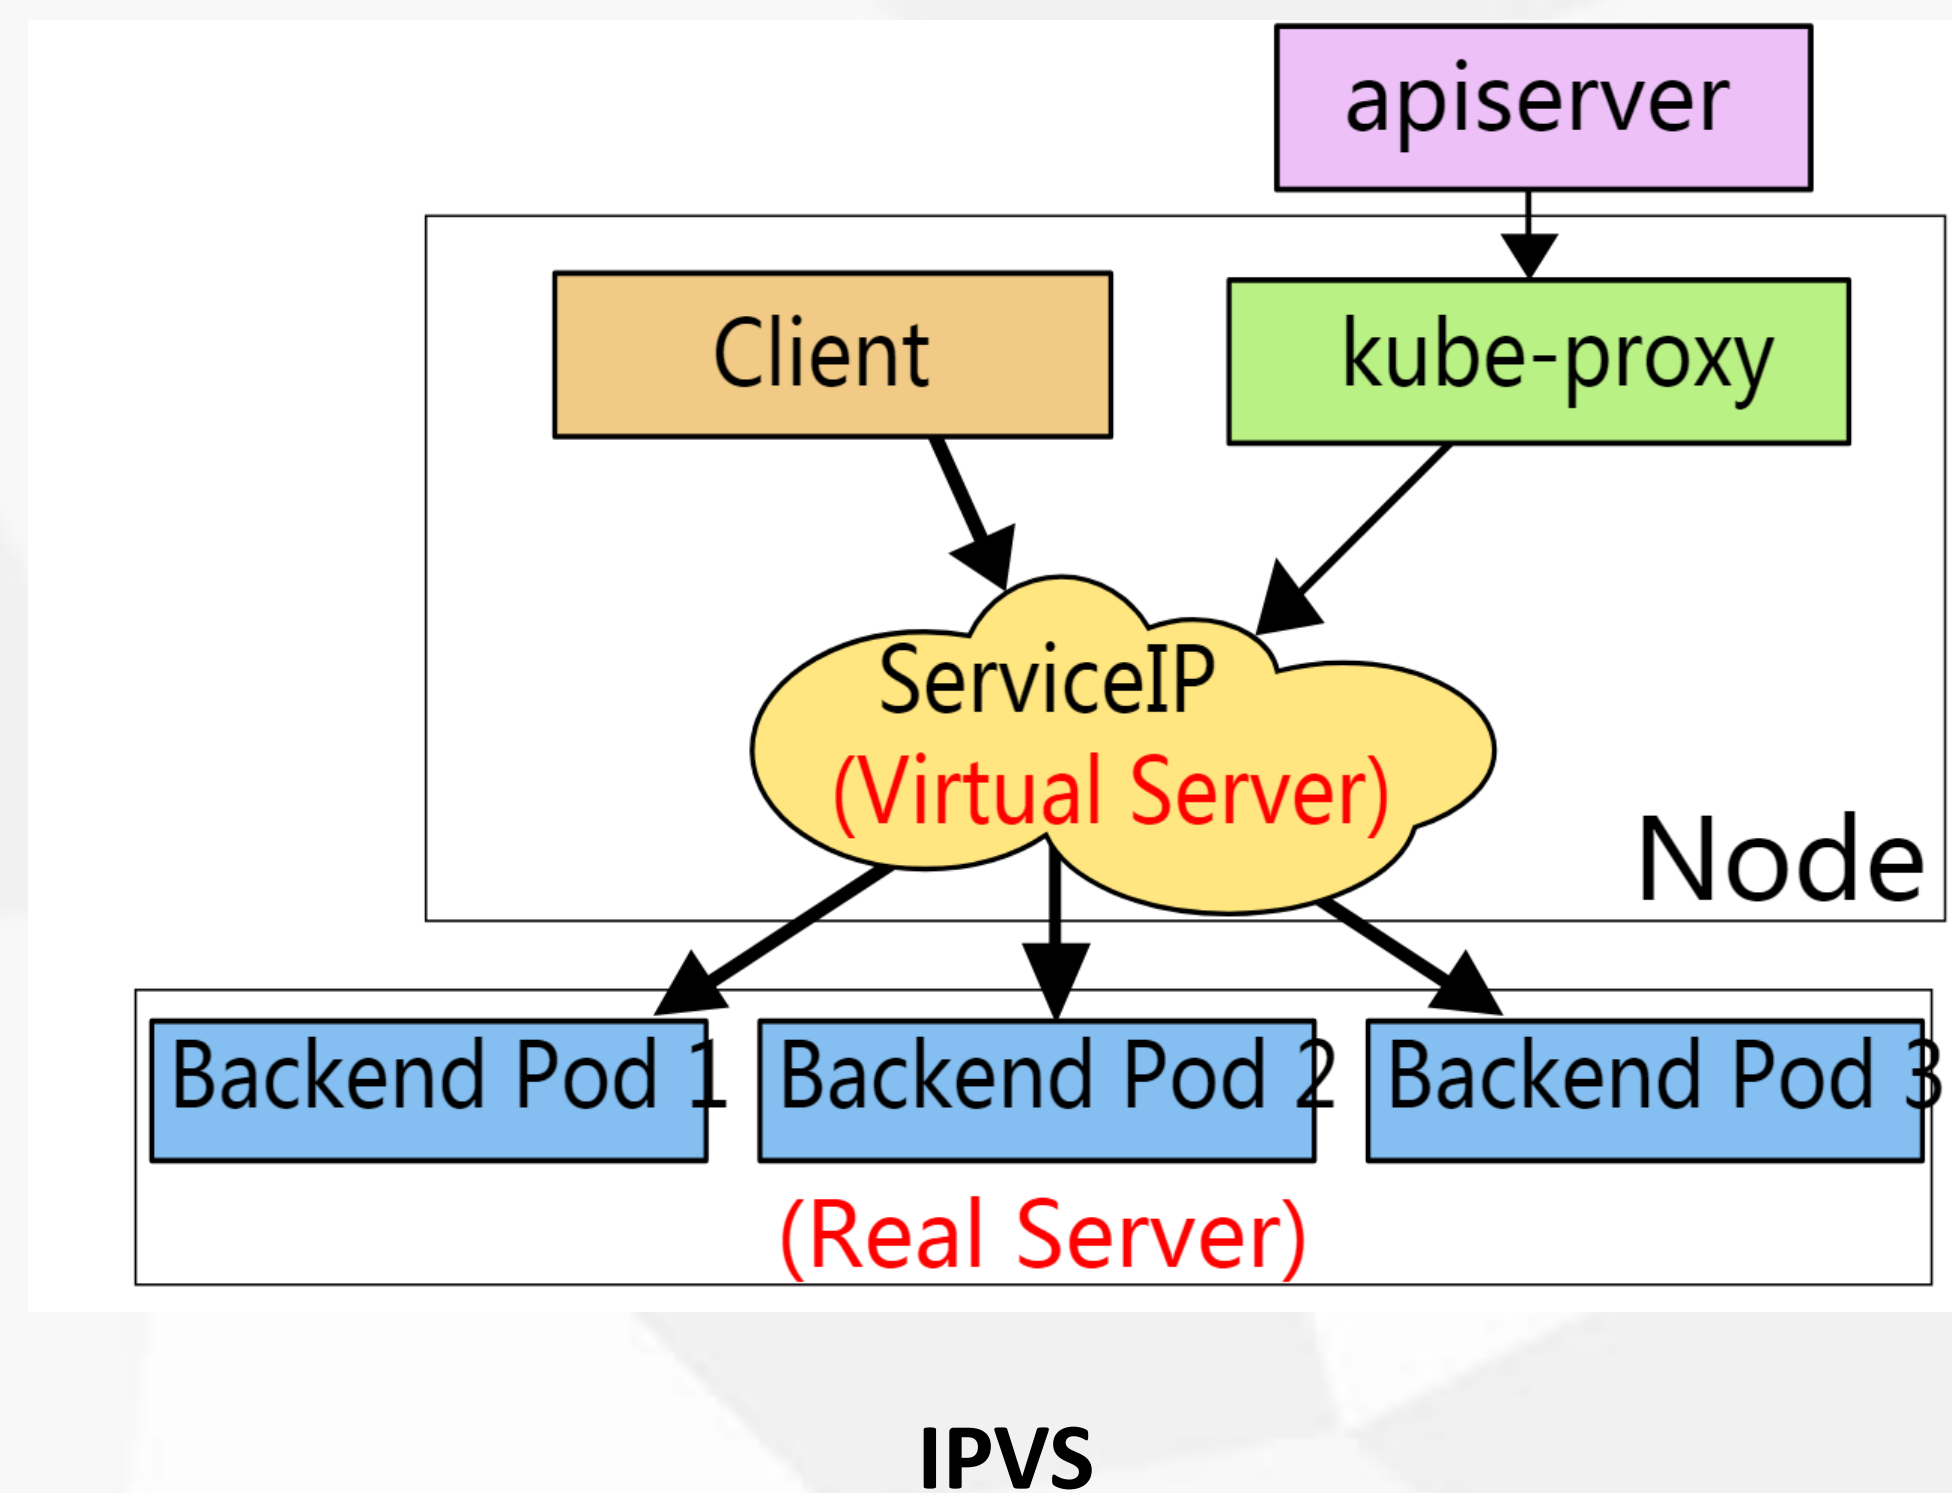 apiserver
Client
kube-proxy
ServiceIP
(Virtual Server)
Node
Backend Pod 1
Backend Pod 2
Backend Pod 3
(Real Server)
IPVS